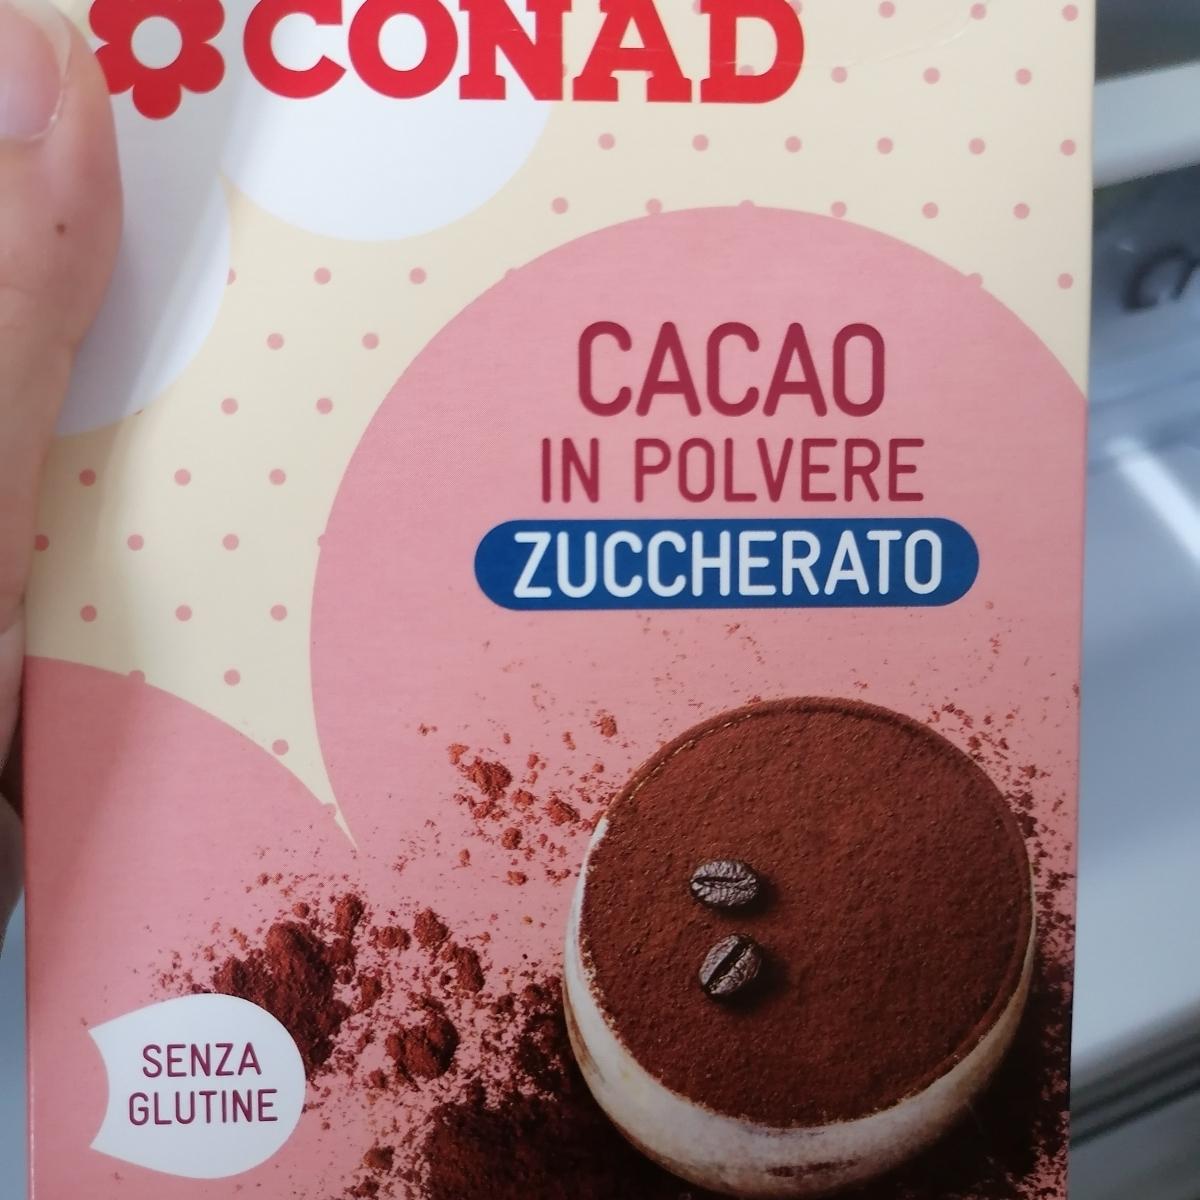 CONAD
CACAO
IN POLVERE
ZUCCHERATO
SENZA
GLUTINE